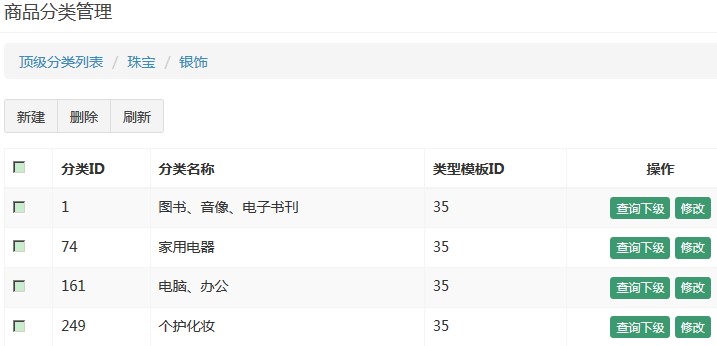 商品分类管理
顶级分类列表 / 珠宝 / 银饰
新建 删除 刷新
分类ID 分类名称 类型模板ID 操作
1 图书、音像、电子书刊 35 查询下级 修改
74 家用电器 35 查询下级 修改
161 电脑、办公 35 查询下级 修改
249 个护化妆 35 查询下级 修改